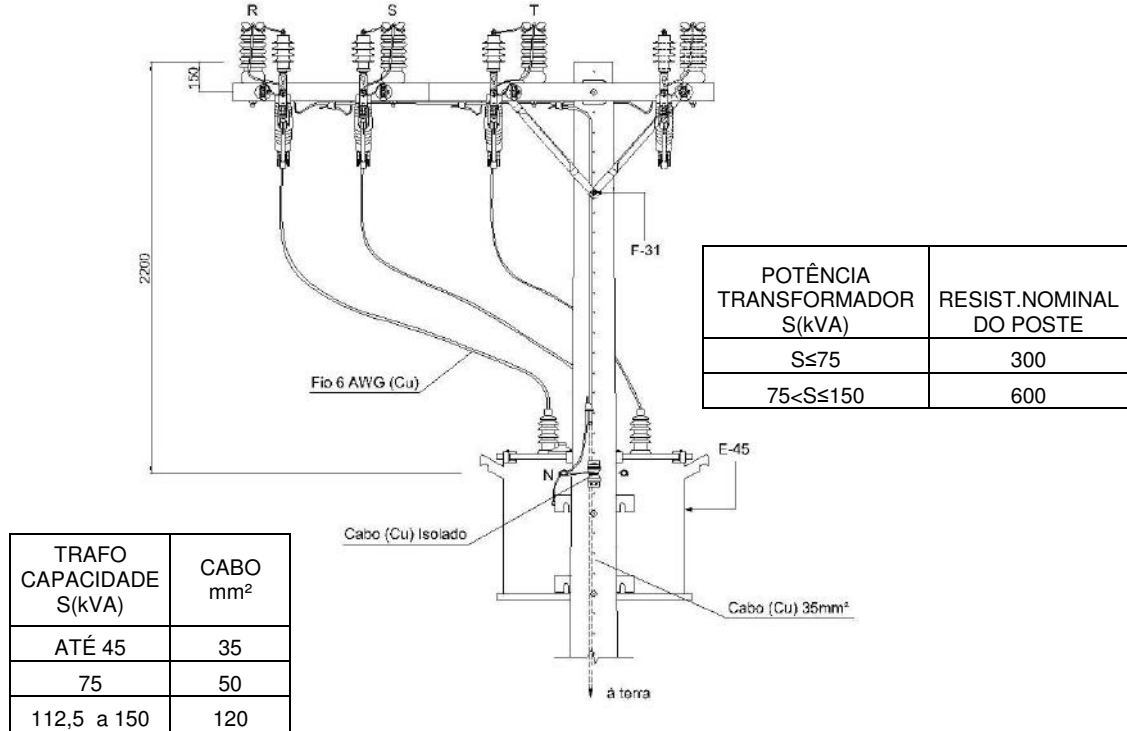 R S T
150
2200
F-31
Fio 6 AWG (Cu)
E-45
N
Cabo (Cu) Isolado
Cabo (Cu) 35mm²
à terra
POTÊNCIA
TRANSFORMADOR
S(kVA)
RESIST.NOMINAL
DO POSTE
S≤75 300
75<S≤150 600
TRAFO
CAPACIDADE
S(kVA)
CABO
mm²
ATÉ 45 35
75 50
112,5 a 150 120